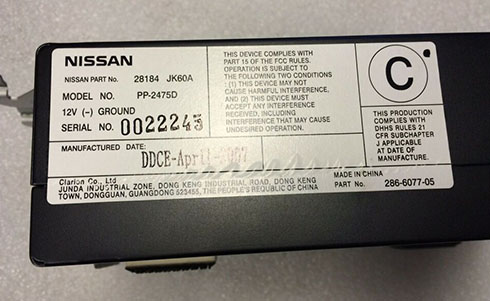 NISSAN
NISSAN PART No. 28184 JK60A
MODEL NO. PP-2475D
12V (-) GROUND
SERIAL NO. 0022243
MANUFACTURED DATE:
DDCE-April-2007
THIS DEVICE COMPLIES WITH
PART 15 OF THE FCC RULES.
OPERATION IS SUBJECT TO
THE FOLLOWING TWO CONDITIONS
: (1) THIS DEVICE MAY NOT
CAUSE HARMFUL INTERFERENCE,
AND (2) THIS DEVICE MUST
ACCEPT ANY INTERFERENCE
RECEIVED, INCLUDING
INTERFERENCE THAT MAY CAUSE
UNDESIRED OPERATION.
C
THIS PRODUCTION
COMPLIES WITH
DHHS RULES 21
CFR SUBCHAPTER
J APPLICABLE
AT DATE OF
MANUFACTURE.
Clarion Co., Ltd
JUNDA INDUSTRIAL ZONE, DONG KENG INDUSTRIAL ROAD, DONG KENG
TOWN, DONGGUAN, GUANGDONG 523455, THE PEOPLE'S REPUBLIC OF CHINA
MADE IN CHINA
PART No. 286-6077-05